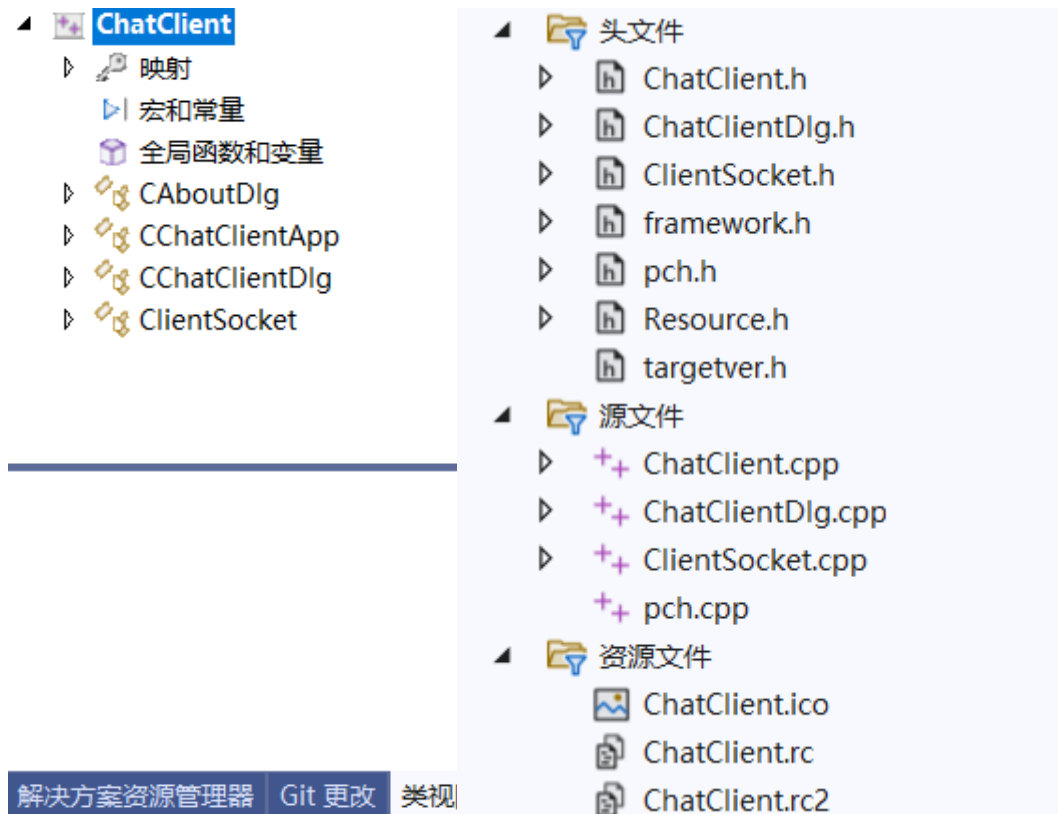 ChatClient
映射
宏和常量
全局函数和变量
CAboutDlg
CChatClientApp
CChatClientDlg
ClientSocket
解决方案资源管理器
Git 更改
类视
头文件
ChatClient.h
ChatClientDlg.h
ClientSocket.h
framework.h
pch.h
Resource.h
targetver.h
源文件
ChatClient.cpp
ChatClientDlg.cpp
ClientSocket.cpp
pch.cpp
资源文件
ChatClient.ico
ChatClient.rc
ChatClient.rc2